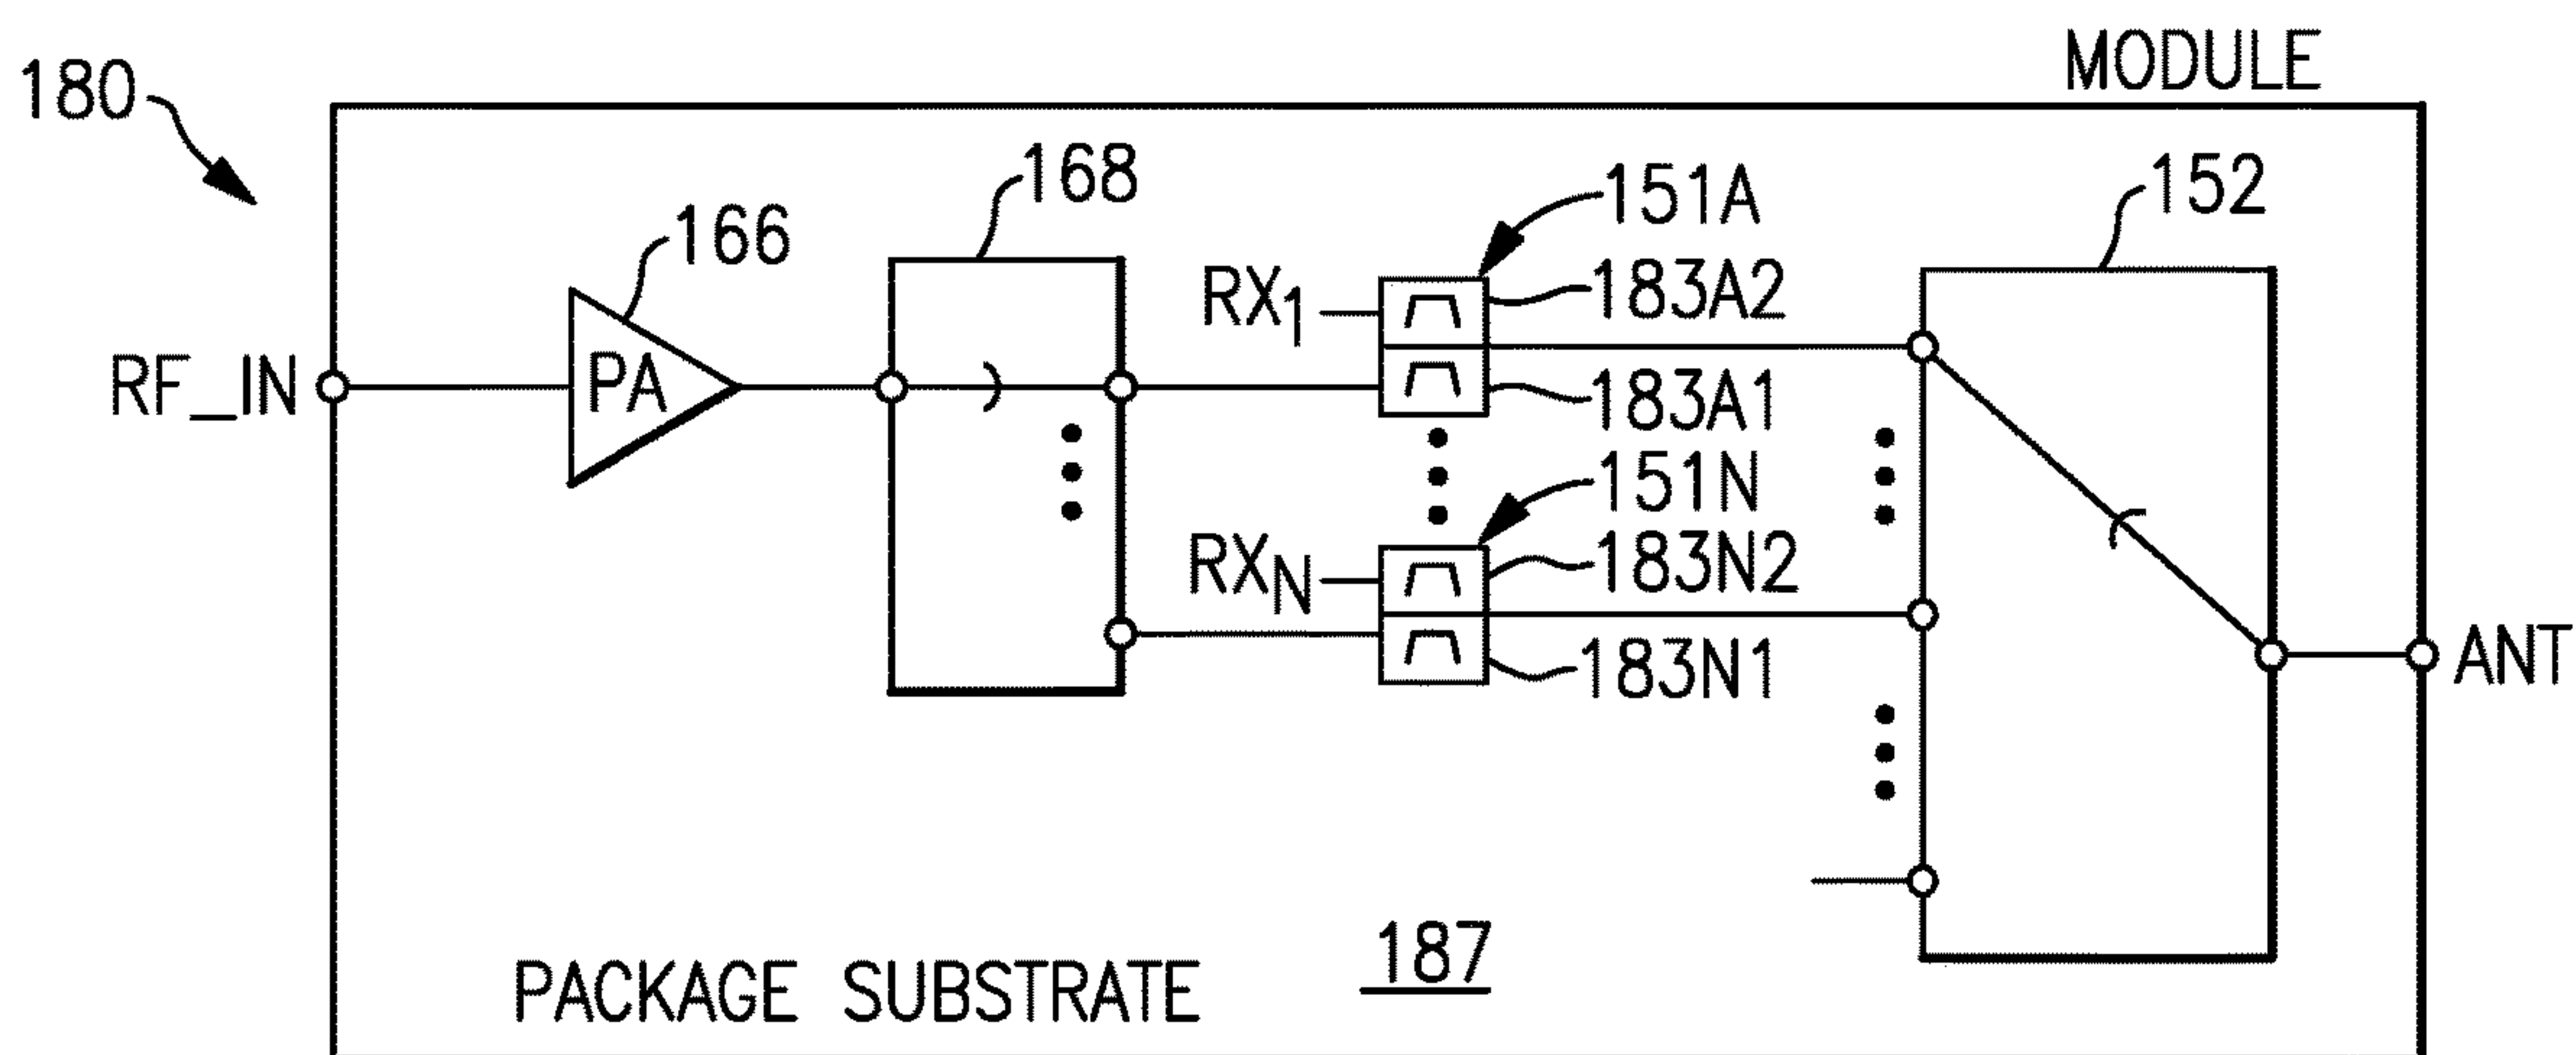 MODULE
180
168
151A
152
166
RX1
183A2
RF_IN
PA
183A1
151N
RXN
183N2
183N1
ANT
187
PACKAGE SUBSTRATE